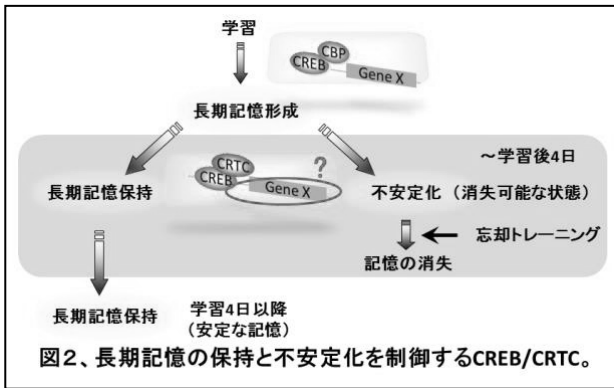 学習
CBP
CREB
Gene X
長期記憶形成
～学習後4日
CRTC
?
CREB
Gene X
長期記憶保持
不安定化（消失可能な状態）
忘却トレーニング
記憶の消失
長期記憶保持
学習4日以降
（安定な記憶）
図２、長期記憶の保持と不安定化を制御するCREB/CRTC。